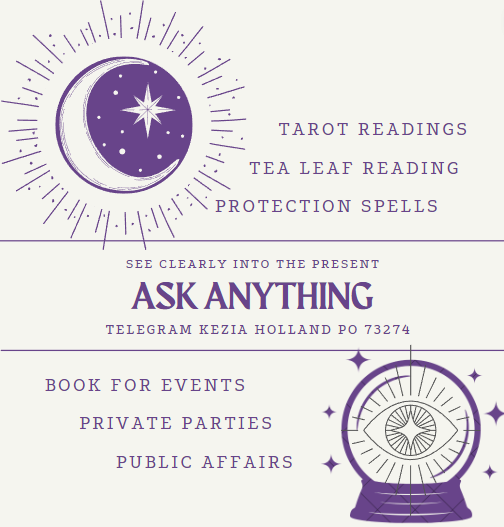 TAROT READINGS
TEA LEAF READING
PROTECTION SPELLS
SEE CLEARLY INTO THE PRESENT
ASK ANYTHING
TELEGRAM KEZIA HOLLAND PO 73274
BOOK FOR EVENTS
PRIVATE PARTIES
PUBLIC AFFAIRS